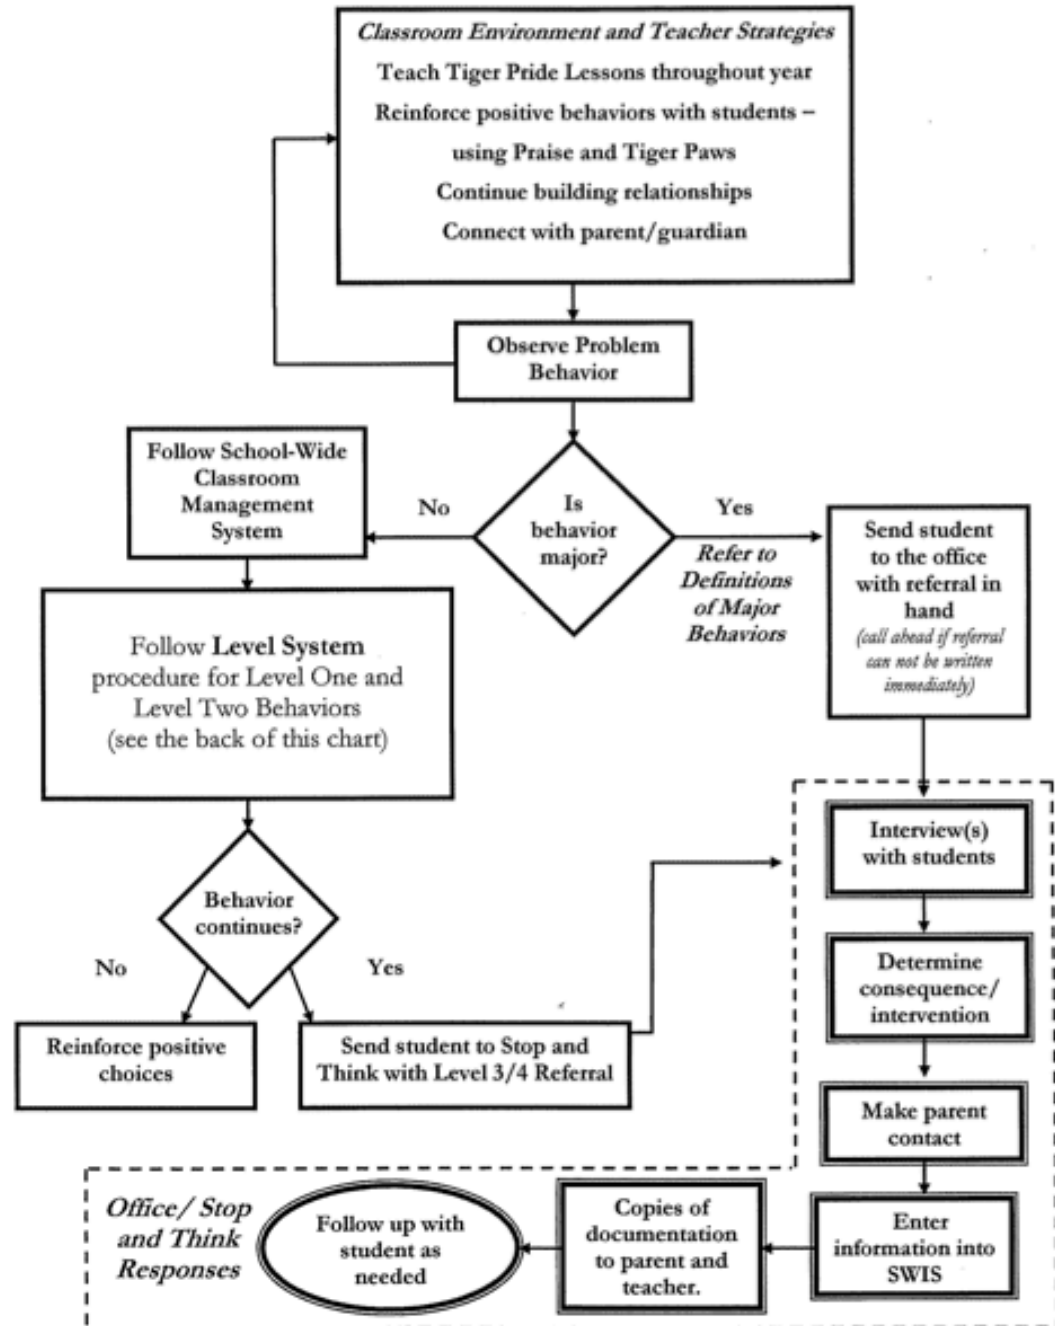 Classroom Environment and Teacher Strategies
Teach Tiger Pride Lessons throughout year
Reinforce positive behaviors with students –
using Praise and Tiger Paws
Continue building relationships
Connect with parent/guardian
Observe Problem
Behavior
Is
behavior
major?
No
Yes
Refer to
Definitions
of Major
Behaviors
Follow School-Wide
Classroom
Management
System
Follow Level System
procedure for Level One and
Level Two Behaviors
(see the back of this chart)
Behavior
continues?
No
Yes
Reinforce positive
choices
Send student to Stop and
Think with Level 3/4 Referral
Send student
to the office
with referral in
hand
(call ahead if referral
can not be written
immediately)
Interview(s)
with students
Determine
consequence/
intervention
Make parent
contact
Enter
information into
SWIS
Copies of
documentation
to parent and
teacher.
Follow up with
student as
needed
Office/ Stop
and Think
Responses